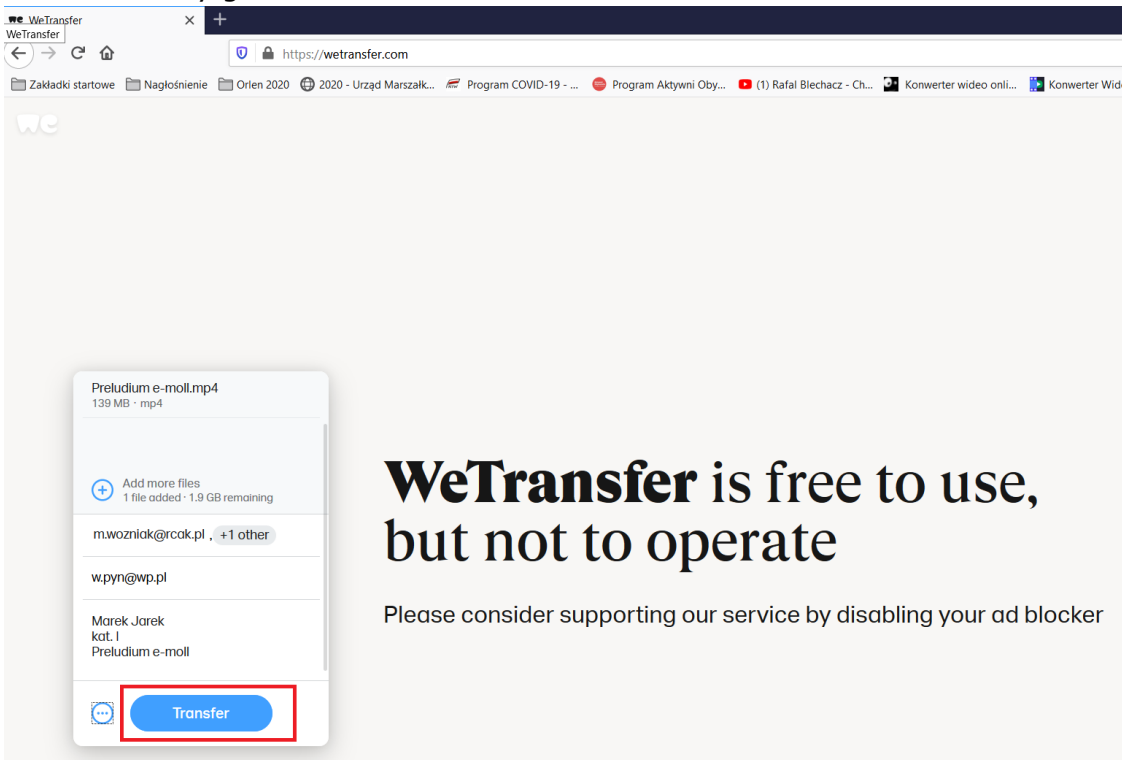 we WeTransfer
WeTransfer
https://wetransfer.com
Zakładki startowe Nagłośnienie Orlen 2020 2020 - Urząd Marszałk... Program COVID-19 - ... Program Aktywni Oby... (1) Rafal Blechacz - Ch... Konwerter wideo onli... Konwerter Wid
we
Preludium e-moll.mp4
139 MB · mp4
Add more files
1 file added · 1.9 GB remaining
m.wozniak@rcak.pl , +1 other
w.pyn@wp.pl
Marek Jarek
kat. I
Preludium e-moll
Transfer
WeTransfer is free to use,
but not to operate
Please consider supporting our service by disabling your ad blocker